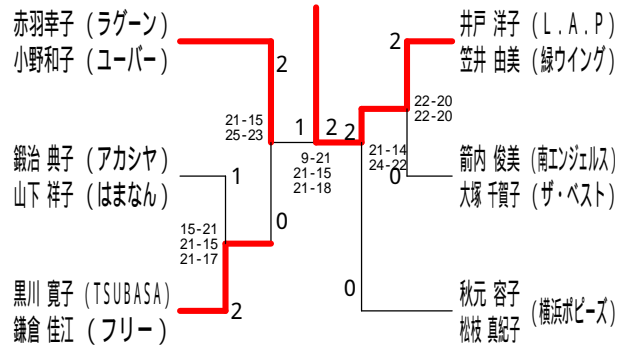 赤羽幸子 (ラグーン)
小野和子 (ユーバー)
2
21-15
25-23
鍛治 典子 (アカシヤ)
山下 祥子 (はまなん)
1
15-21
21-15
21-17
0
黒川 寛子 (TSUBASA)
鎌倉 佳江 (フリー)
2
1
2
9-21
21-15
21-18
井戸 洋子 (L.A.P)
笠井 由美 (緑ウイング)
2
22-20
22-20
2
21-14
24-22
箭内 俊美 (南エンジェルス)
大塚 千賀子 (ザ・ベスト)
0
0
秋元 容子
松枝 真紀子
(横浜ポピーズ)